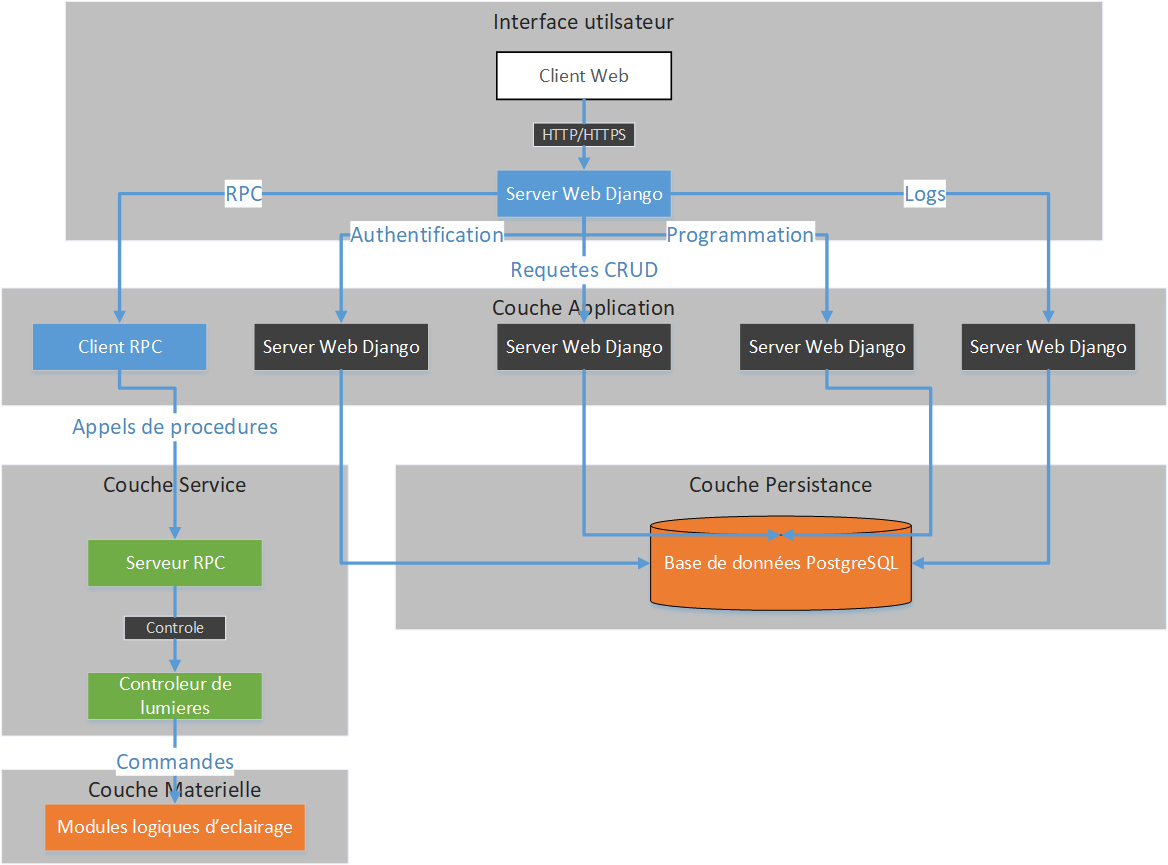 Interface utilsateur
Client Web
HTTP/HTTPS
Server Web Django
RPC
Logs
Authentification
Programmation
Requetes CRUD
Couche Application
Client RPC
Server Web Django
Server Web Django
Server Web Django
Server Web Django
Appels de procedures
Couche Service
Couche Persistance
Serveur RPC
Base de données PostgreSQL
Controle
Controleur de
lumieres
Commandes
Couche Materielle
Modules logiques d’eclairage